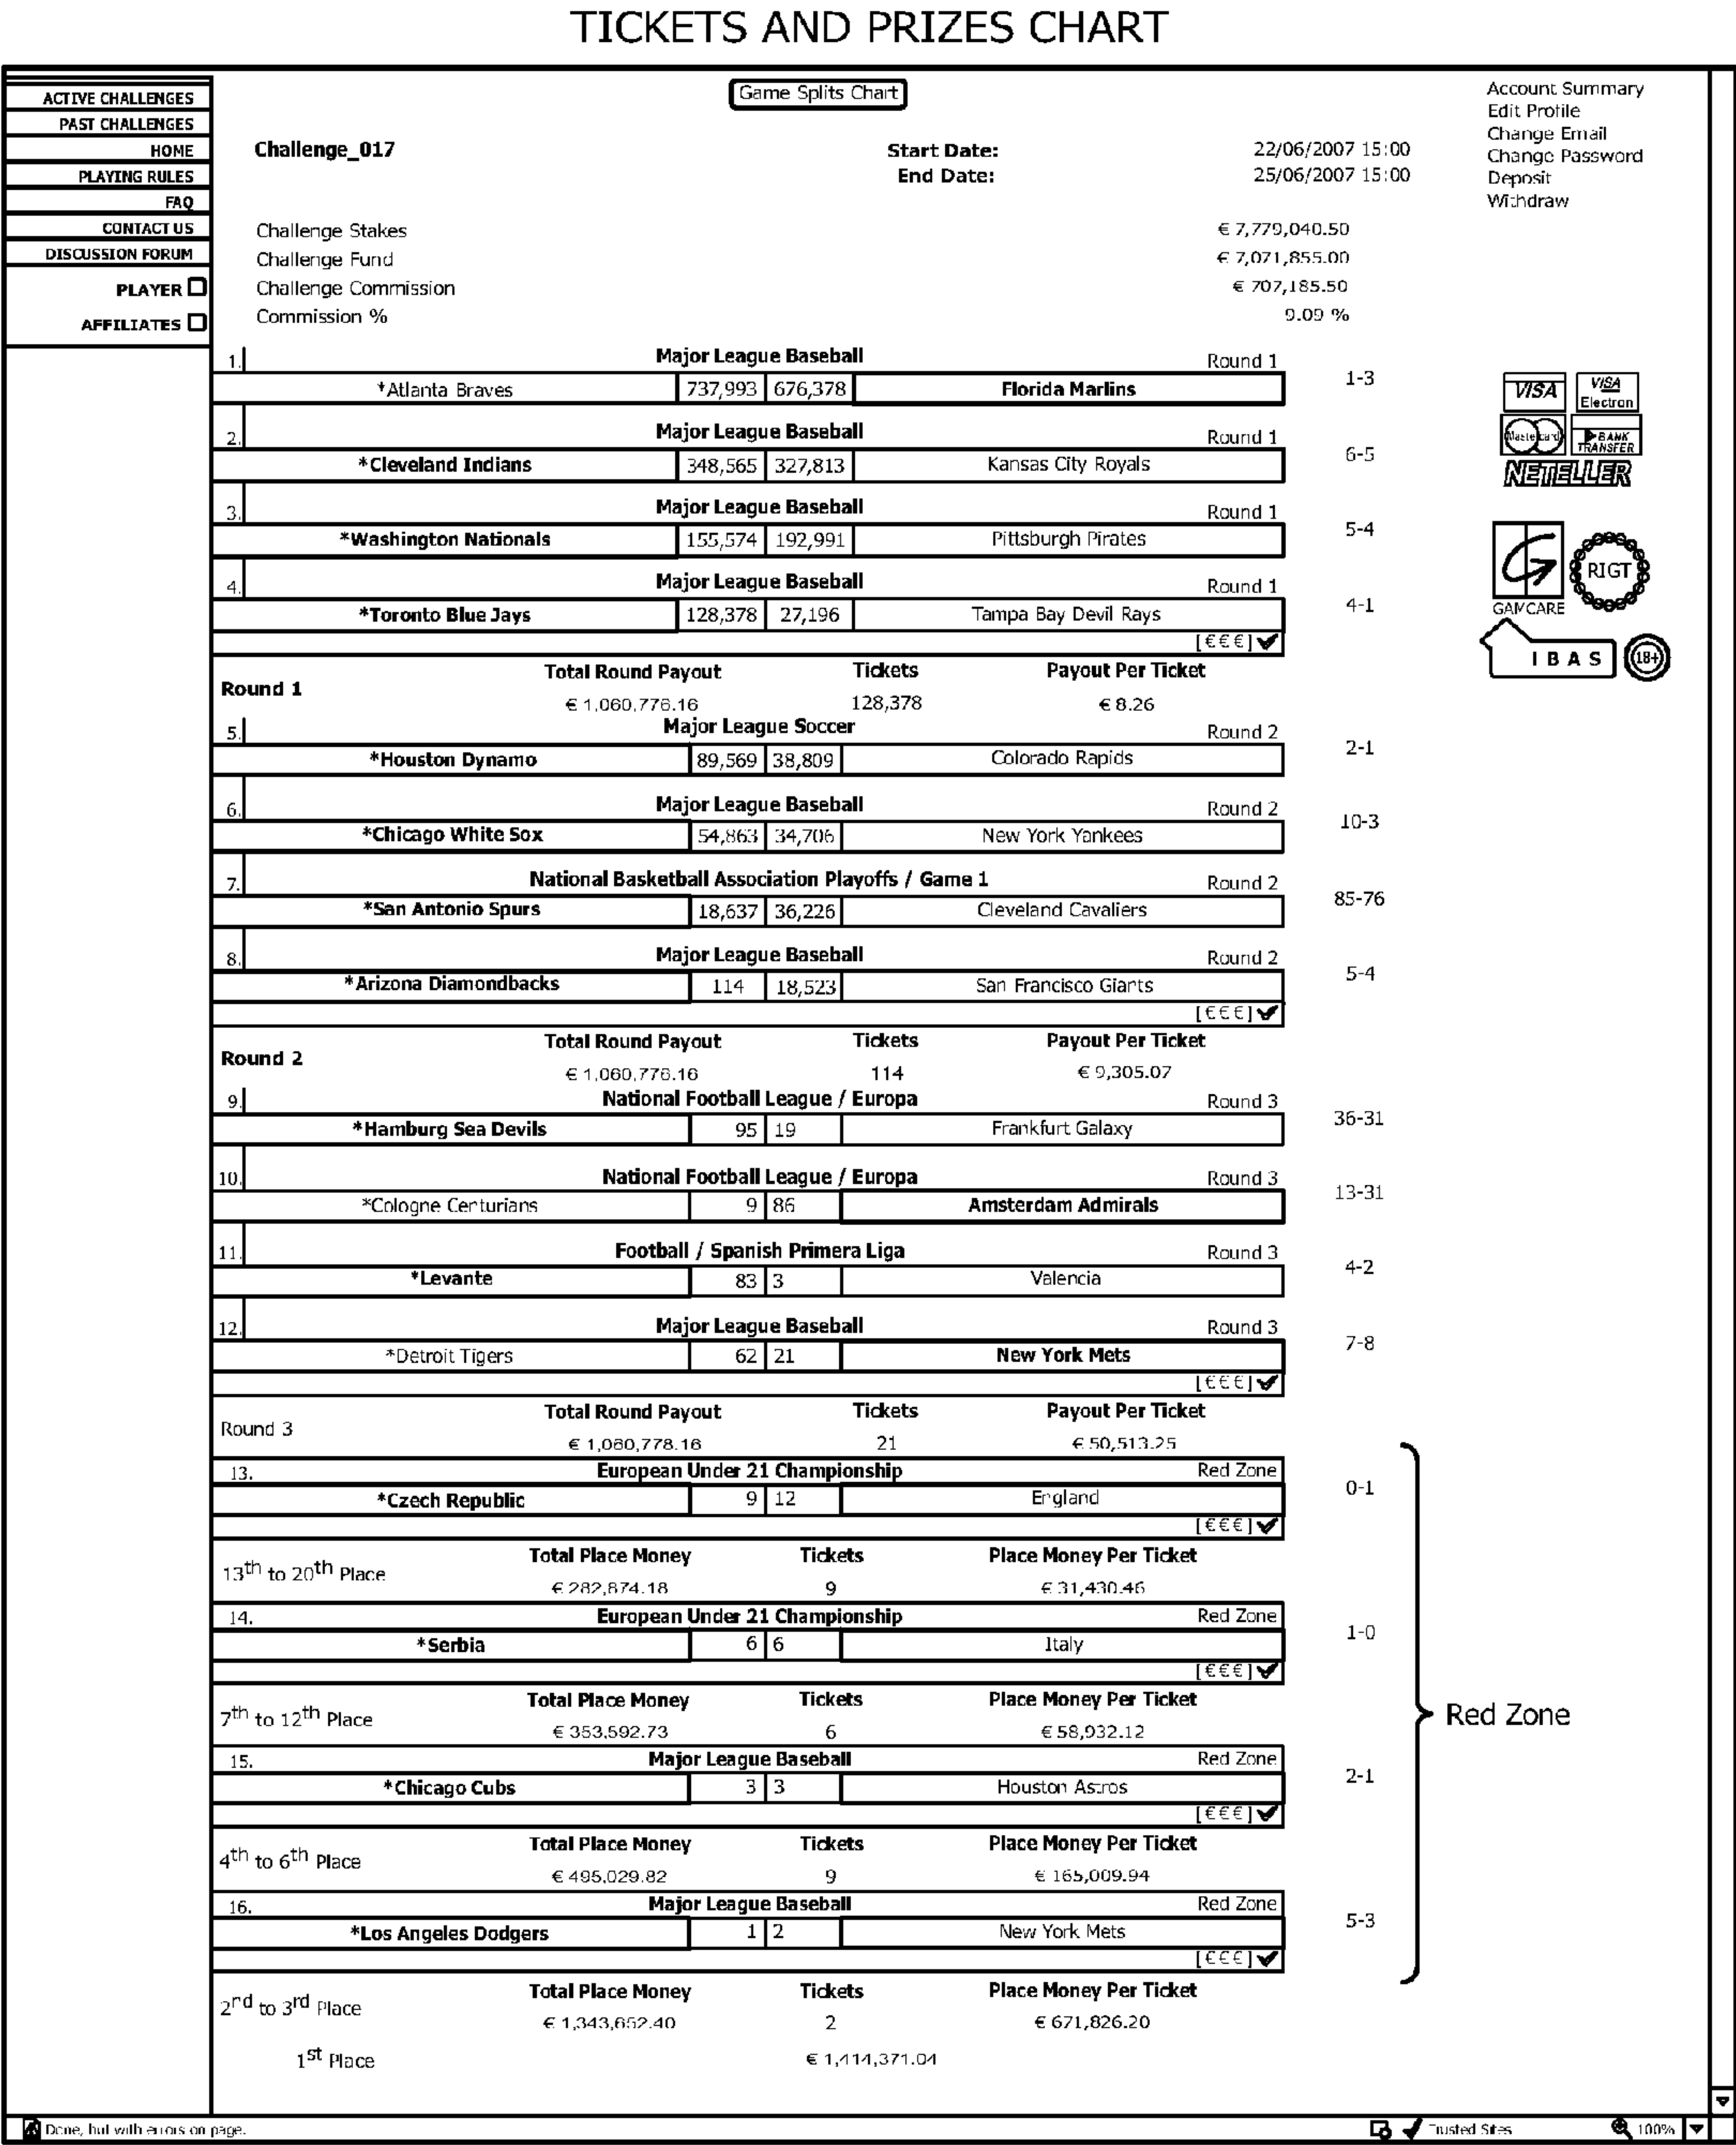 TICKETS AND PRIZES CHART
ACTIVE CHALLENGES
PAST CHALLENGES
HOME
PLAYING RULES
FAQ
CONTACT US
DISCUSSION FORUM
PLAYER
AFFILIATES
Game Splits Chart
Account Summary
Edit Profile
Change Email
Change Password
Deposit
Withdraw
Challenge_017 Start Date: 22/06/2007 15:00
End Date: 25/06/2007 15:00
Challenge Stakes € 7,779,040.50
Challenge Fund € 7,071,855.00
Challenge Commission € 707,185.50
Commission % 9.09 %
1. Major League Baseball Round 1
*Atlanta Braves 737,993 676,378 Florida Marlins 1-3
2. Major League Baseball Round 1
*Cleveland Indians 348,565 327,813 Kansas City Royals 6-5
3. Major League Baseball Round 1
*Washington Nationals 155,574 192,991 Pittsburgh Pirates 5-4
4. Major League Baseball Round 1
*Toronto Blue Jays 128,378 27,196 Tampa Bay Devil Rays 4-1
[€€€]
VISA
VISA Electron
MasterCard
BANK TRANSFER
NETELLER
GAMCARE
RIGT
IBAS
18+
Total Round Payout Tickets Payout Per Ticket
Round 1 € 1,060,778.16 128,378 € 8.26
5. Major League Soccer Round 2
*Houston Dynamo 89,569 38,809 Colorado Rapids 2-1
6. Major League Baseball Round 2
*Chicago White Sox 54,863 34,706 New York Yankees 10-3
7. National Basketball Association Playoffs / Game 1 Round 2
*San Antonio Spurs 18,637 36,226 Cleveland Cavaliers 85-76
8. Major League Baseball Round 2
*Arizona Diamondbacks 114 18,523 San Francisco Giants 5-4
[€€€]
Total Round Payout Tickets Payout Per Ticket
Round 2 € 1,060,778.16 114 € 9,305.07
9. National Football League / Europa Round 3
*Hamburg Sea Devils 95 19 Frankfurt Galaxy 36-31
10. National Football League / Europa Round 3
*Cologne Centurians 9 86 Amsterdam Admirals 13-31
11. Football / Spanish Primera Liga Round 3
*Levante 83 3 Valencia 4-2
12. Major League Baseball Round 3
*Detroit Tigers 62 21 New York Mets 7-8
[€€€]
Total Round Payout Tickets Payout Per Ticket
Round 3 € 1,060,778.16 21 € 50,513.25
13. European Under 21 Championship Red Zone
*Czech Republic 9 12 England 0-1
[€€€]
Total Place Money Tickets Place Money Per Ticket
13th to 20th Place € 282,874.18 9 € 31,430.46
14. European Under 21 Championship Red Zone
*Serbia 6 6 Italy 1-0
[€€€]
Total Place Money Tickets Place Money Per Ticket
7th to 12th Place € 353,592.73 6 € 58,932.12
Red Zone
15. Major League Baseball Red Zone
*Chicago Cubs 3 3 Houston Astros 2-1
[€€€]
Total Place Money Tickets Place Money Per Ticket
4th to 6th Place € 495,029.82 9 € 165,009.94
16. Major League Baseball Red Zone
*Los Angeles Dodgers 1 2 New York Mets 5-3
[€€€]
Total Place Money Tickets Place Money Per Ticket
2rd to 3rd Place € 1,343,652.40 2 € 671,826.20
1st Place € 1,414,371.04
Done, but with errors on page. Trusted Sites 100%